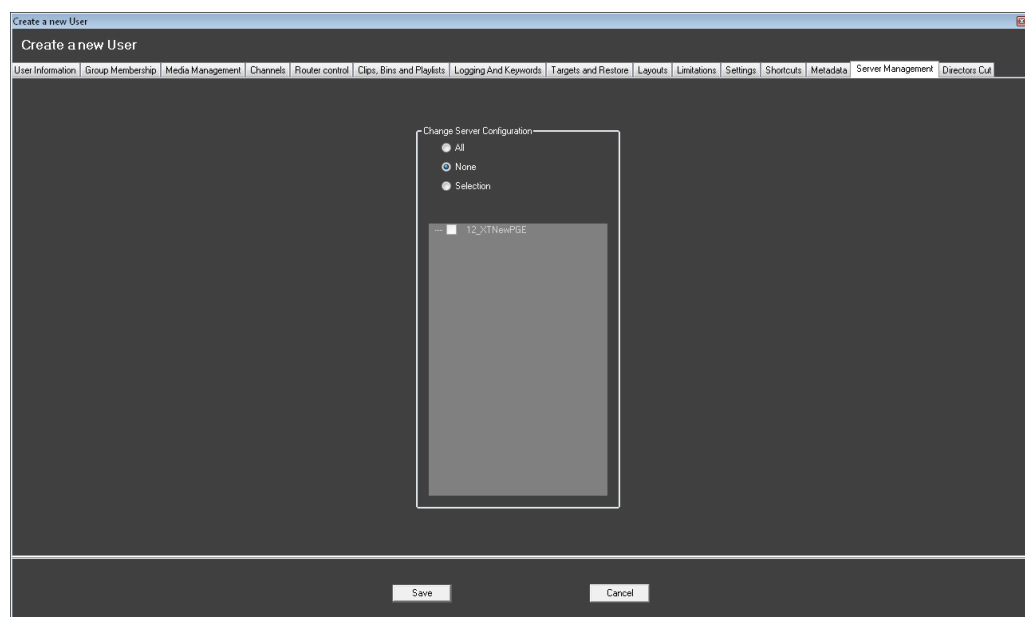 Create a new User
Create a new User
User Information Group Membership Media Management Channels Router control Clips, Bins and Playlists Logging And Keywords Targets and Restore Layouts Limitations Settings Shortcuts Metadata Server Management Directors Cut
Change Server Configuration
All
None
Selection
12_XTNewPGE
Save Cancel